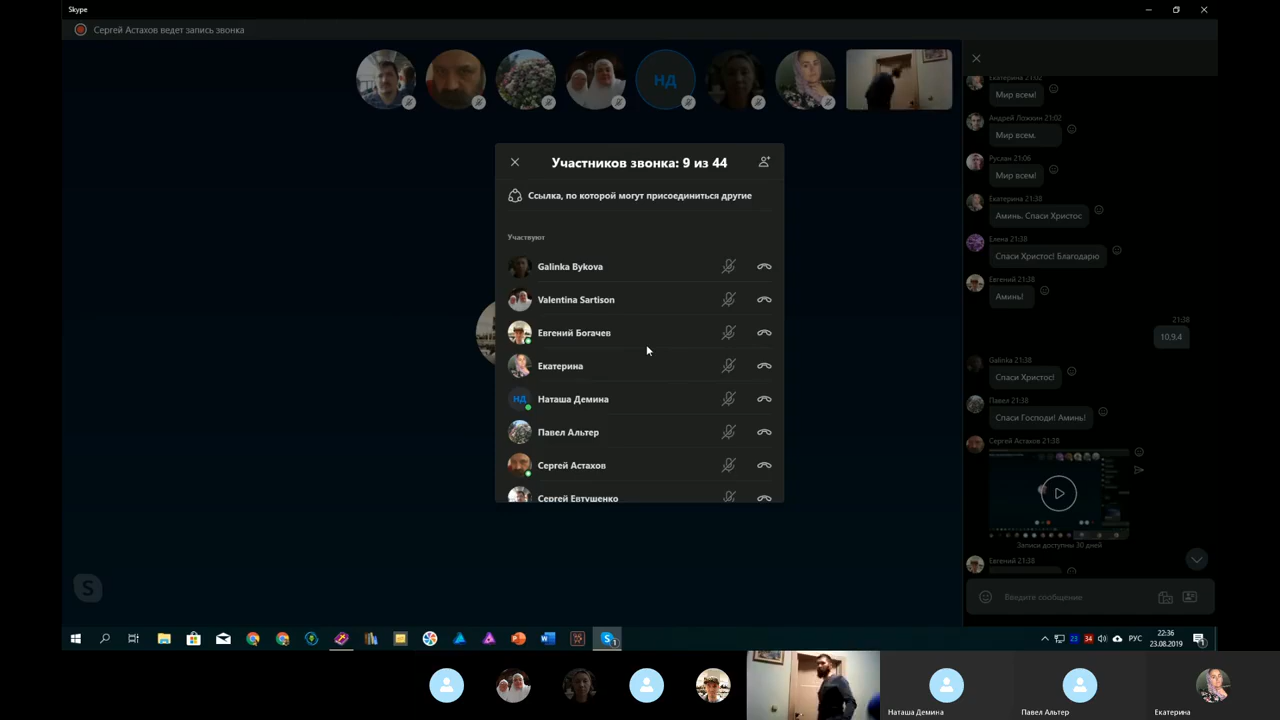 Skype
Сергей Астахов ведет запись звонка
НД
Участников звонка: 9 из 44
Ссылка, по которой могут присоединиться другие
Участвуют
Galinka Bykova
Valentina Sartison
Евгений Богачев
Екатерина
НД
Наташа Демина
Павел Альтер
Сергей Астахов
Сергей Евтушенко
Екатерина 21:02
Мир всем!
Андрей Ложкин 21:02
Мир всем.
Руслан 21:06
Мир всем!
Екатерина 21:38
Аминь. Спаси Христос
Елена 21:38
Спаси Христос! Благодарю
Евгений 21:38
Аминь!
21:38
10.9.4
Galinka 21:38
Спаси Христос!
Павел 21:38
Спаси Господи! Аминь!
Сергей Астахов 21:38
Записи доступны 30 дней
Евгений 21:38
Введите сообщение
S
23
34
РУС
22:36
23.08.2019
Наташа Демина
Павел Альтер
Екатерина